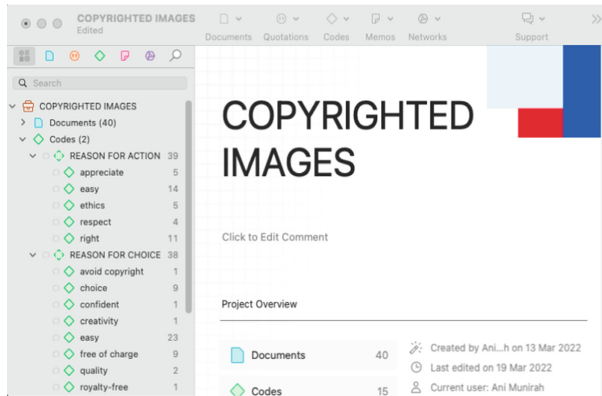 COPYRIGHTED IMAGES
Edited
Documents
Quotations
Codes
Memos
Networks
Support
Search
COPYRIGHTED IMAGES
Documents (40)
Codes (2)
REASON FOR ACTION 39
appreciate 5
easy 14
ethics 5
respect 4
right 11
REASON FOR CHOICE 38
avoid copyright 1
choice 9
confident 1
creativity 1
easy 23
free of charge 9
quality 2
royalty-free 1
COPYRIGHTED
IMAGES
Click to Edit Comment
Project Overview
Documents 40
Codes 15
Created by Ani...h on 13 Mar 2022
Last edited on 19 Mar 2022
Current user: Ani Munirah